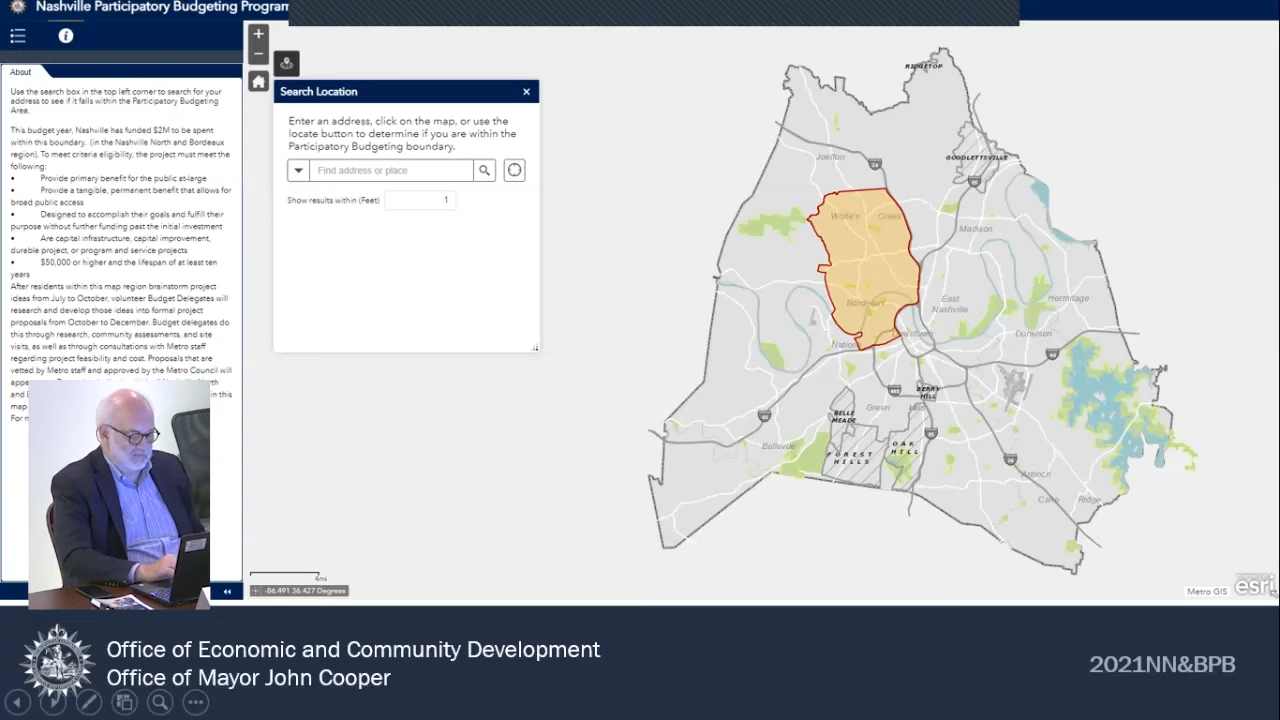 Nashville Participatory Budgeting Program
About
Use the search box in the top left corner to search for your
address to see if it falls within the Participatory Budgeting
Area.
This budget year, Nashville has funded $2M to be spent
within this boundary. (in the Nashville North and Bordeaux
region). To meet criteria eligibility, the project must meet the
following:
• Provide primary benefit for the public at-large
• Provide a tangible, permanent benefit that allows for
broad public access
• Designed to accomplish their goals and fulfill their
purpose without further funding past the initial investment
• Are capital infrastructure, capital improvement,
durable project, or program and service projects
• $50,000 or higher and the lifespan of at least ten
years
After residents within this map region brainstorm project
ideas from July to October, volunteer Budget Delegates will
research and develop those ideas into formal project
proposals from October to December. Budget delegates do
this through research, community assessments, and site
visits, as well as through consultations with Metro staff
regarding project feasibility and cost. Proposals that are
vetted by Metro staff and approved by the Metro Council will
in this
map
Search Location
Enter an address, click on the map, or use the
locate button to determine if you are within the
Participatory Budgeting boundary.
Find address or place
Show results within (Feet) 1
RIDGETOP
Joelton
24
GOODLETTSVILLE
White's Creek
Madison
Bordeaux
East
Nashville
Hermitage
Donelson
40
BERRY
HILL
BELLE
MEADE
Green
40
Bellevue
OAK
HILL
FOREST
HILLS
Antioch
Cane Ridge
4mi
-86.491 36.427 Degrees
Metro GIS
esri
Office of Economic and Community Development
Office of Mayor John Cooper
2021NN&BPB